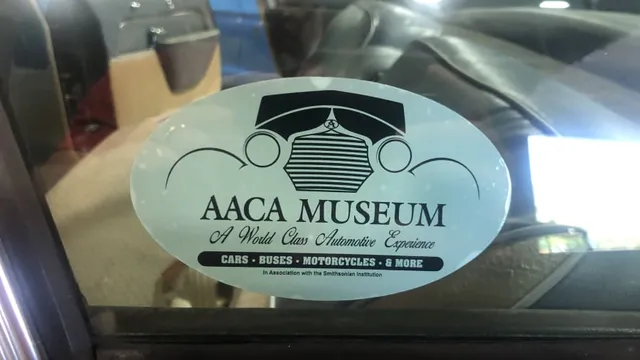 A
AACA MUSEUM
A World Class Automotive Experience
CARS • BUSES • MOTORCYCLES • & MORE
In Association with the Smithsonian Institution